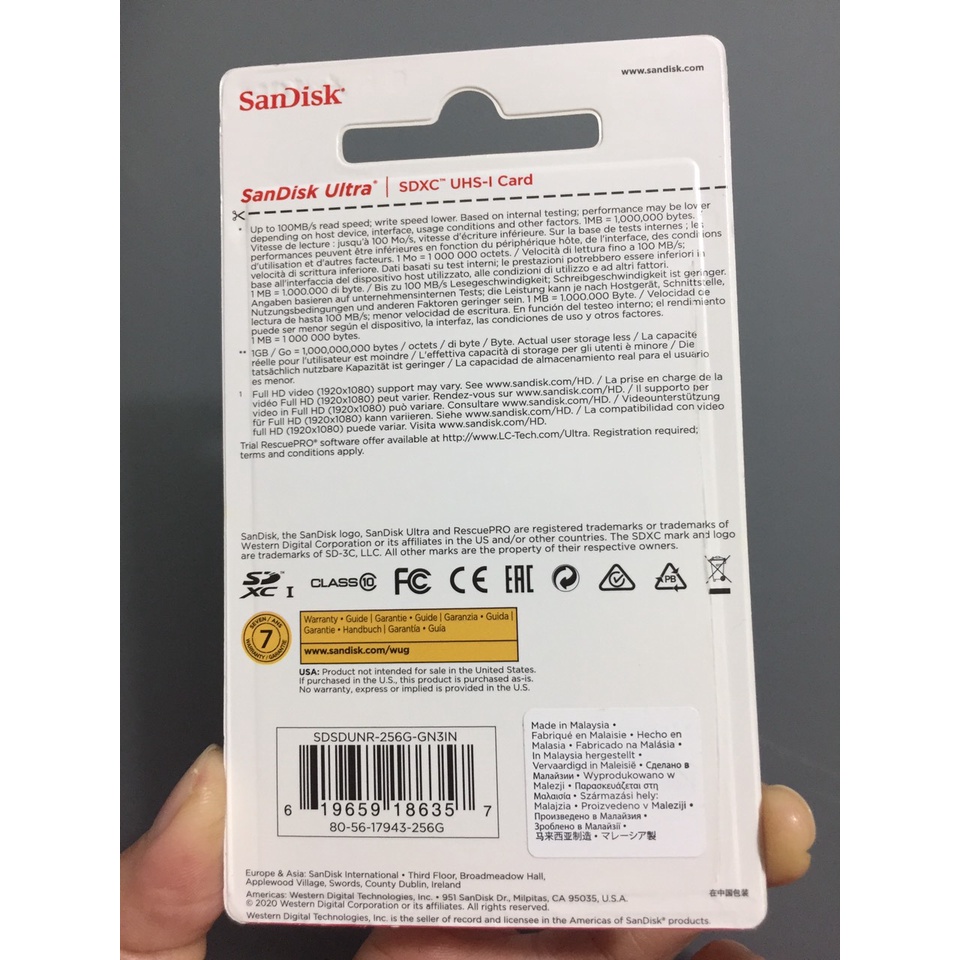 www.sandisk.com
SanDisk®
SanDisk Ultra® | SDXC™ UHS-I Card
* Up to 100MB/s read speed; write speed lower. Based on internal testing; performance may be lower
depending on host device, interface, usage conditions and other factors. 1MB = 1,000,000 bytes. /
Vitesse de lecture : jusqu'à 100 Mo/s, vitesse d'écriture inférieure. Sur la base de tests internes ; les
performances peuvent être inférieures en fonction du périphérique hôte, de l'interface, des conditions
d'utilisation et d'autres facteurs. 1 Mo = 1 000 000 octets. / Velocità di lettura fino a 100 MB/s;
velocità di scrittura inferiore. Dati basati su test interni; le prestazioni potrebbero essere inferiori in
base all'interfaccia del dispositivo host utilizzato, alle condizioni di utilizzo e ad altri fattori.
1 MB = 1.000.000 di byte. / Bis zu 100 MB/s Lesegeschwindigkeit; Schreibgeschwindigkeit ist geringer.
Angaben basieren auf unternehmensinternen Tests; die Leistung kann je nach Hostgerät, Schnittstelle,
Nutzungsbedingungen und anderen Faktoren geringer sein. 1 MB = 1.000.000 Byte. / Velocidad de
lectura de hasta 100 MB/s; menor velocidad de escritura. En función del testeo interno; el rendimiento
puede ser menor según el dispositivo, la interfaz, las condiciones de uso y otros factores.
1 MB = 1 000 000 bytes.
** 1GB / Go = 1,000,000,000 bytes / octets / di byte / Byte. Actual user storage less / La capacité
réelle pour l'utilisateur est moindre / L'effettiva capacità di storage per gli utenti è minore / Die
tatsächlich nutzbare Kapazität ist geringer / La capacidad de almacenamiento real para el usuario
es menor.
1 Full HD video (1920x1080) support may vary. See www.sandisk.com/HD. / La prise en charge de la
vidéo Full HD (1920x1080) peut varier. Rendez-vous sur www.sandisk.com/HD. / Il supporto per
video in Full HD (1920x1080) può variare. Consultare www.sandisk.com/HD. / Videounterstützung
für Full HD (1920x1080) kann variieren. Siehe www.sandisk.com/HD. / La compatibilidad con video
full HD (1920x1080) puede variar. Visita www.sandisk.com/HD.
Trial RescuePRO® software offer available at http://www.LC-Tech.com/Ultra. Registration required;
terms and conditions apply.
SanDisk, the SanDisk logo, SanDisk Ultra and RescuePRO are registered trademarks or trademarks of
Western Digital Corporation or its affiliates in the US and/or other countries. The SDXC mark and logo
are trademarks of SD-3C, LLC. All other marks are the property of their respective owners.
SD XC™ I CLASS 10 FC CE EAC PB
SEVEN / ANS
7
WARRANTY / GARANTIE
Warranty • Guide | Garantie • Guide | Garanzia • Guida |
Garantie • Handbuch | Garantía • Guía
www.sandisk.com/wug
USA: Product not intended for sale in the United States.
If purchased in the U.S., this product is purchased as-is.
No warranty, express or implied is provided in the U.S.
SDSDUNR-256G-GN3IN
6 19659 18635 7
80-56-17943-256G
Made in Malaysia •
Fabriqué en Malaisie • Hecho en
Malasia • Fabricado na Malásia •
In Malaysia hergestellt •
Vervaardigd in Maleisië • Сделано в
Малайзии • Wyprodukowano w
Malezji • Παρασκευάζεται στη
Μαλαισία • Származási hely:
Malajzia • Proizvedeno v Maleziji •
Произведено в Малазия •
Зроблено в Малайзії •
马来西亚制造 • マレーシア製
Europe & Asia: SanDisk International • Third Floor, Broadmeadow Hall,
Applewood Village, Swords, County Dublin, Ireland
Americas: Western Digital Technologies, Inc. • 951 SanDisk Dr., Milpitas, CA 95035, U.S.A.
© 2020 Western Digital Corporation or its affiliates. All rights reserved.
Western Digital Technologies, Inc. is the seller of record and licensee in the Americas of SanDisk® products.
在中国包装